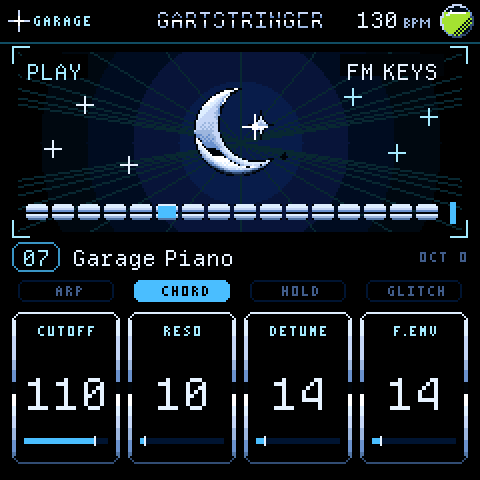 GARAGE GARTSTRINGER 130 BPM
PLAY FM KEYS
07 Garage Piano OCT 0
ARP CHORD HOLD GLITCH
CUTOFF RESO DETUNE F.ENV
110 10 14 14